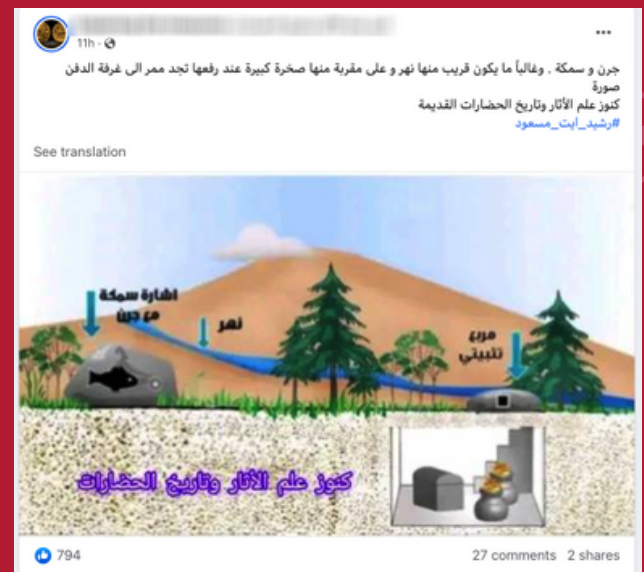 11h
جرن و سمكة . وغالباً ما يكون قريب منها نهر و على مقربة منها صخرة كبيرة عند رفعها تجد ممر الى غرفة الدفن
صورة
كنوز علم الأثار وتاريخ الحضارات القديمة
#رشيد_ايت_مسعود
See translation
اشارة سمكة
مع جرن
نهر
مربع
تثبيتي
كنوز علم الأثار وتاريخ الحضارات
794
27 comments 2 shares